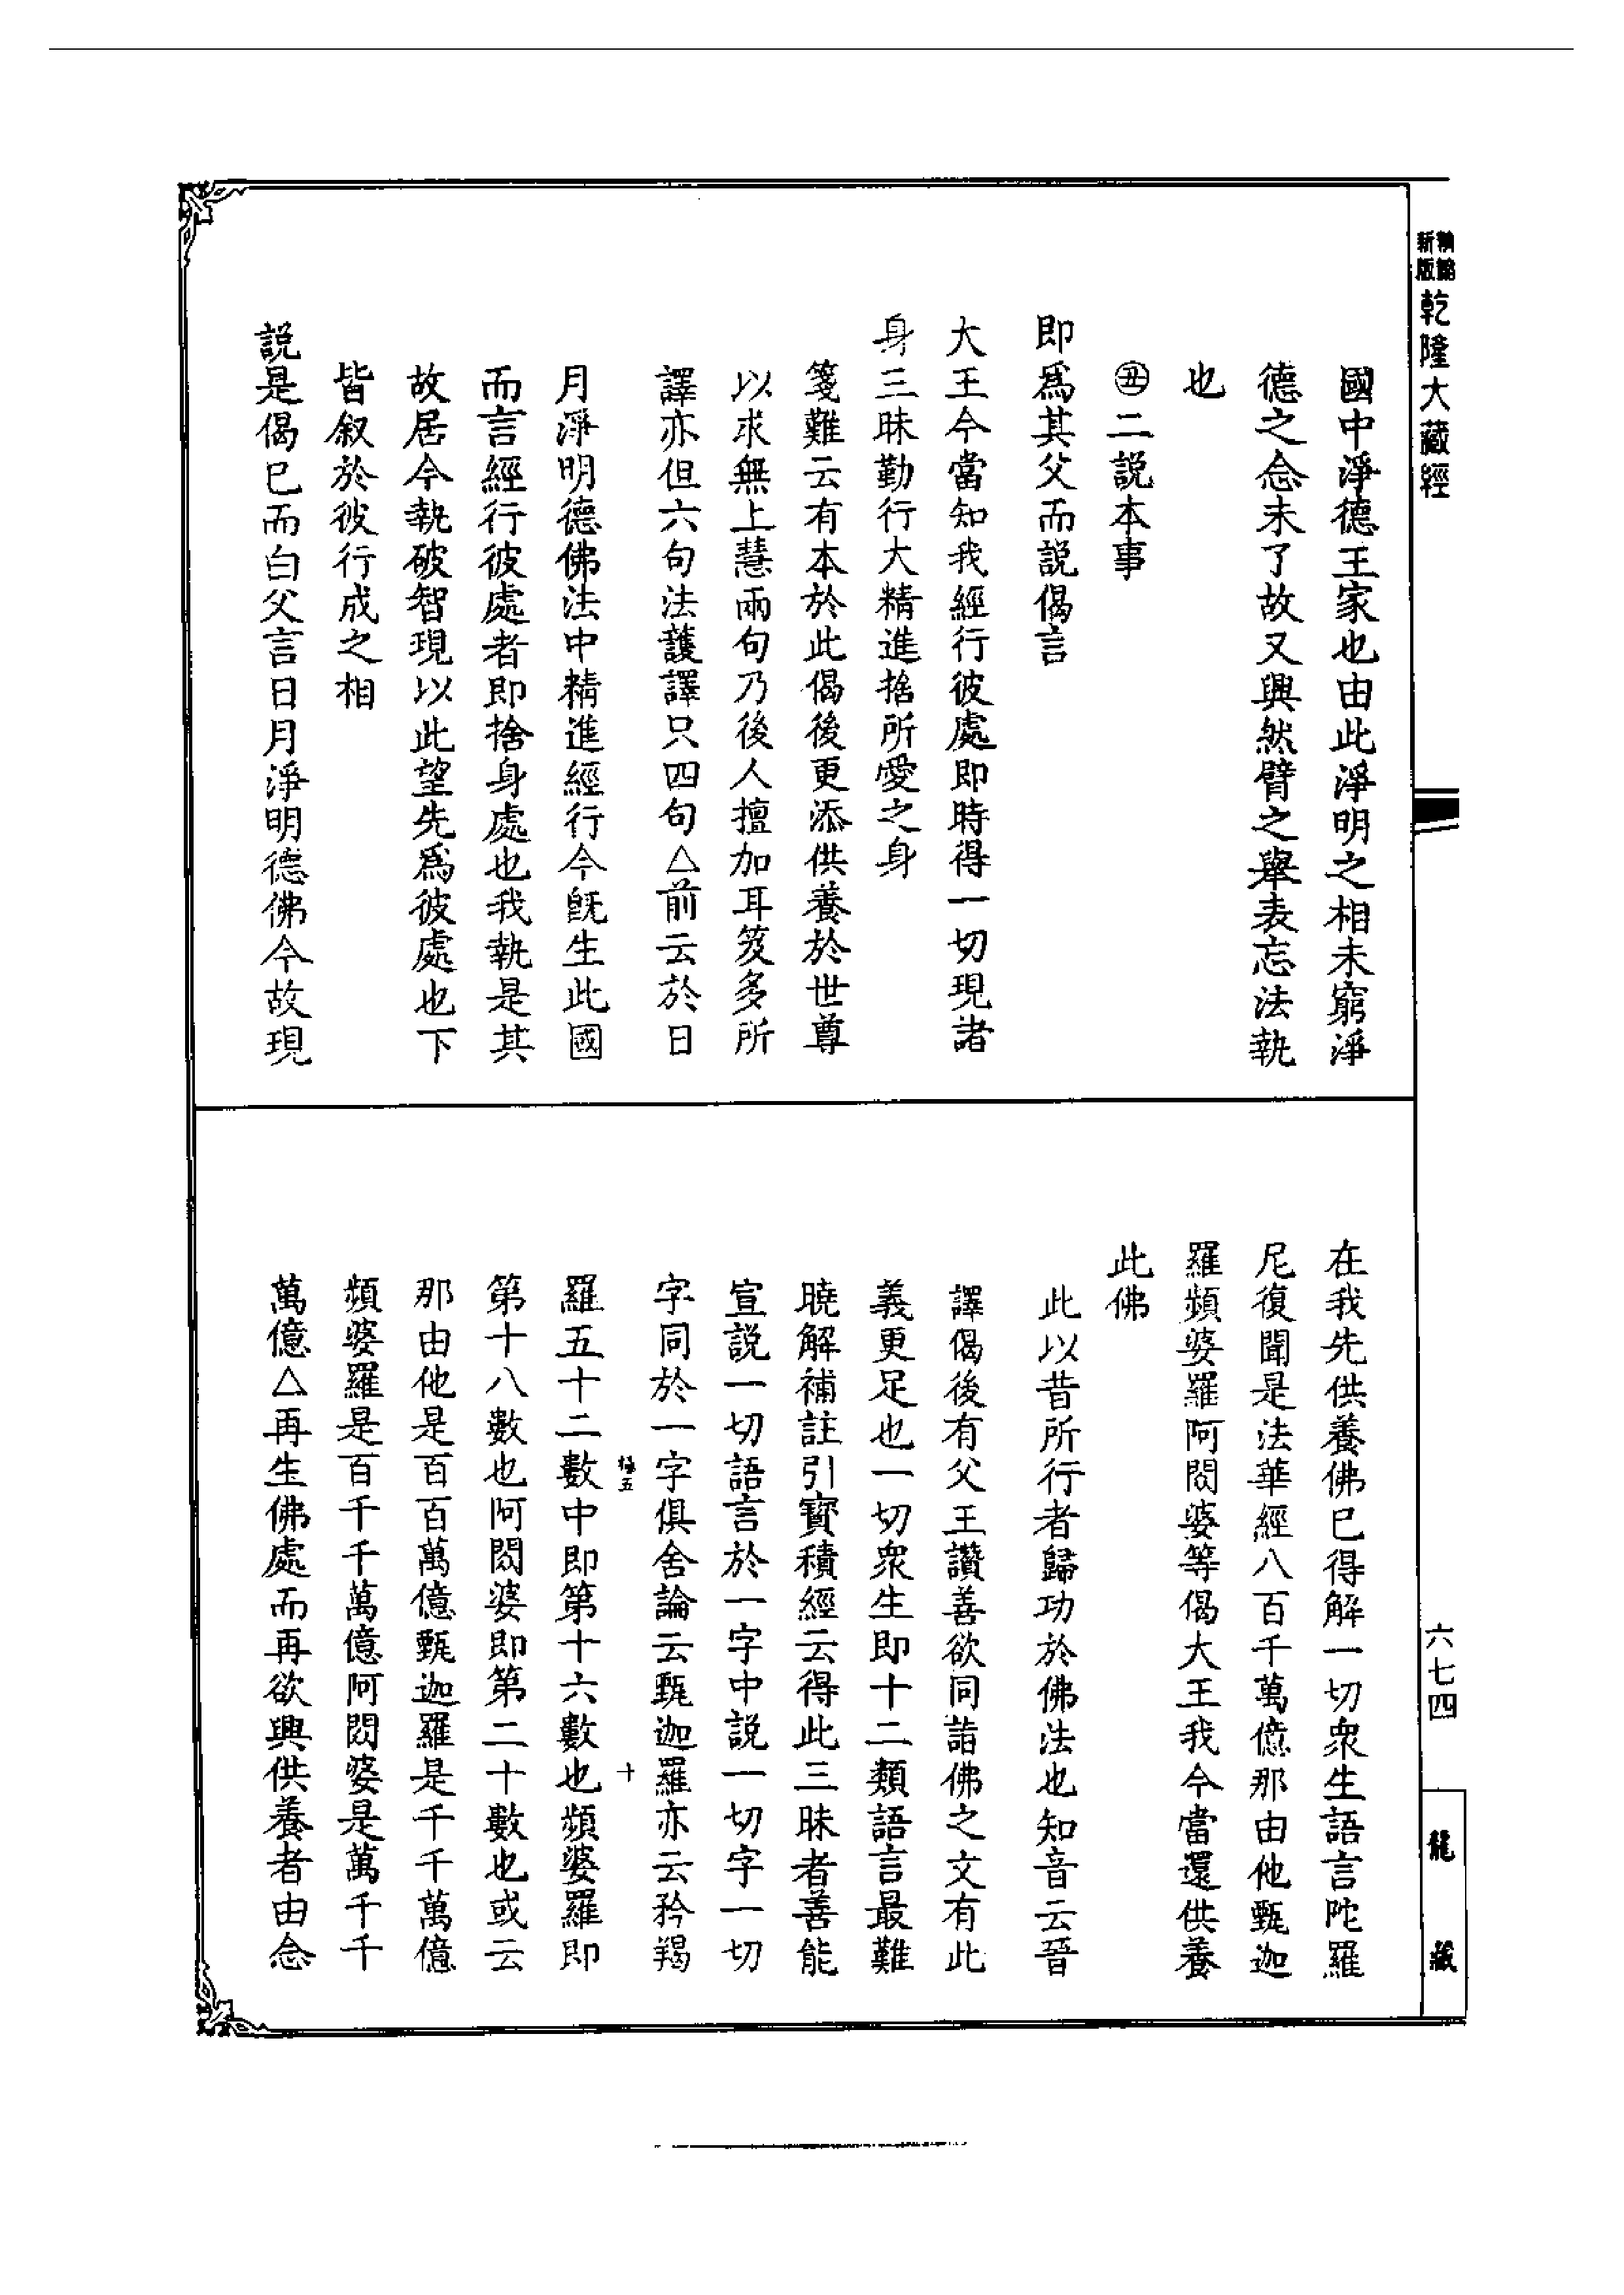 新版
精縮
乾隆大藏經
國中淨德王家也由此淨明之相未窮淨
德之念未了故又興然臂之舉表忘法執
也
㊄二説本事
即爲其父而説偈言
大王今當知我經行彼處即時得一切現諸
身三昧勤行大精進捨所愛之身
箋難云有本於此偈後更添供養於世尊
以求無上慧兩句乃後人擅加耳笈多所
譯亦但六句法護譯只四句△前云於日
月淨明德佛法中精進經行今既生此國
而言經行彼處者即捨身處也我執是其
故居今執破智現以此望先爲彼處也下
皆叙於彼行成之相
説是偈已而白父言日月淨明德佛今故現
在我先供養佛已得解一切衆生語言陀羅
尼復聞是法華經八百千萬億那由他甄迦
羅頻婆羅阿閦婆等偈大王我今當還供養
此佛
此以昔所行者歸功於佛法也知音云晉
譯偈後有父王讃善欲同詣佛之文有此
義更足也一切衆生即十二類語言最難
曉解補註引寶積經云得此三昧者善能
宣説一切語言於一字中説一切字一切
字同於一字俱舍論云甄迦羅亦云矜羯
羅五十二數中即第十六數也頻婆羅即
第十八數也阿閦婆即第二十數也或云
那由他是百百萬億甄迦羅是千千萬億
頻婆羅是百千千萬億阿閦婆是萬千千
萬億△再生佛處而再欲興供養者由念
五
十
六七四
龍藏